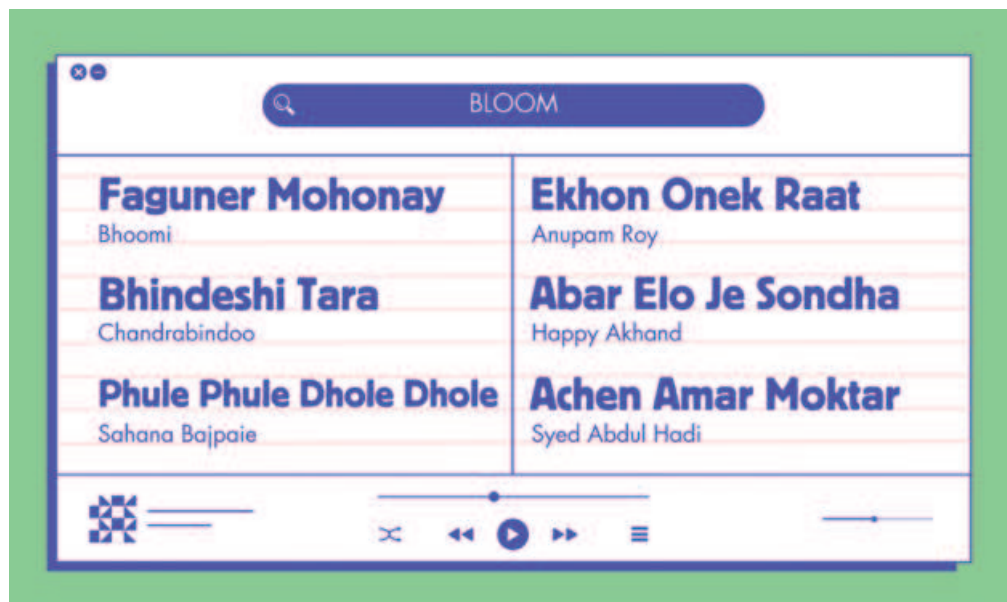 BLOOM
Faguner Mohonay
Bhoomi
Bhindeshi Tara
Chandrabindoo
Phule Phule Dhole Dhole
Sahana Bajpaie
Ekhon Onek Raat
Anupam Roy
Abar Elo Je Sondha
Happy Akhand
Achen Amar Moktar
Syed Abdul Hadi